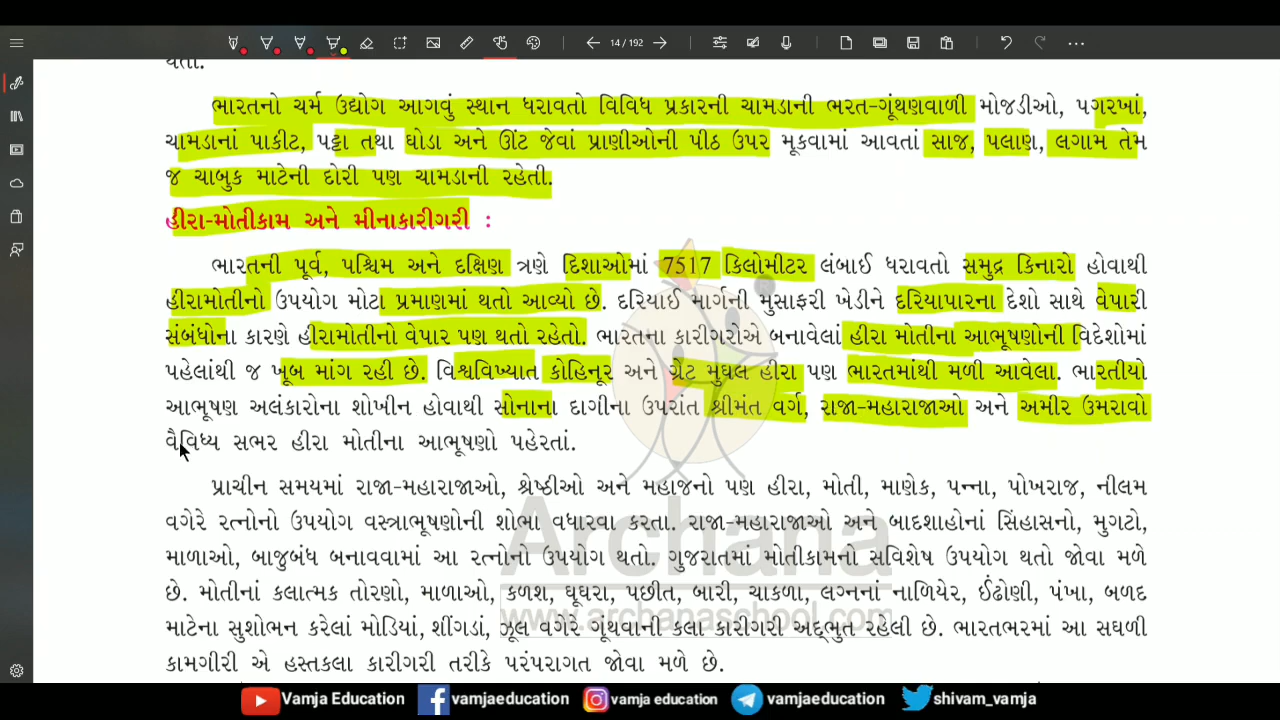 14 / 192
થતા.
ભારતનો ચર્મ ઉદ્યોગ આગવું સ્થાન ધરાવતો વિવિધ પ્રકારની ચામડાની ભરત-ગૂંથણવાળી મોજડીઓ, પગરખાં,
ચામડાનાં પાકીટ, પટ્ટા તથા ઘોડા અને ઊંટ જેવાં પ્રાણીઓની પીઠ ઉપર મૂકવામાં આવતાં સાજ, પલાણ, લગામ તેમ
જ ચાબુક માટેની દોરી પણ ચામડાની રહેતી.
હીરા-મોતીકામ અને મીનાકારીગરી :
ભારતની પૂર્વ, પશ્ચિમ અને દક્ષિણ ત્રણે દિશાઓમાં 7517 કિલોમીટર લંબાઈ ધરાવતો સમુદ્ર કિનારો હોવાથી
હીરામોતીનો ઉપયોગ મોટા પ્રમાણમાં થતો આવ્યો છે. દરિયાઈ માર્ગની મુસાફરી ખેડીને દરિયાપારના દેશો સાથે વેપારી
સંબંધોના કારણે હીરામોતીનો વેપાર પણ થતો રહેતો. ભારતના કારીગરોએ બનાવેલાં હીરા મોતીના આભૂષણોની વિદેશોમાં
પહેલાંથી જ ખૂબ માંગ રહી છે. વિશ્વવિખ્યાત કોહિનૂર અને ગ્રેટ મુઘલ હીરા પણ ભારતમાંથી મળી આવેલા. ભારતીયો
આભૂષણ અલંકારોના શોખીન હોવાથી સોનાના દાગીના ઉપરાંત શ્રીમંત વર્ગ, રાજા-મહારાજાઓ અને અમીર ઉમરાવો
વૈવિધ્ય સભર હીરા મોતીના આભૂષણો પહેરતાં.
પ્રાચીન સમયમાં રાજા-મહારાજાઓ, શ્રેષ્ઠીઓ અને મહાજનો પણ હીરા, મોતી, માણેક, પન્ના, પોખરાજ, નીલમ
વગેરે રત્નોનો ઉપયોગ વસ્ત્રાભૂષણોની શોભા વધારવા કરતા. રાજા-મહારાજાઓ અને બાદશાહોનાં સિંહાસનો, મુગટો,
માળાઓ, બાજુબંધ બનાવવામાં આ રત્નોનો ઉપયોગ થતો. ગુજરાતમાં મોતીકામનો સવિશેષ ઉપયોગ થતો જોવા મળે
છે. મોતીનાં કલાત્મક તોરણો, માળાઓ, કળશ, ઘૂઘરા, પછીત, બારી, ચાકળા, લગ્નનાં નાળિયેર, ઈંઢોણી, પંખા, બળદ
માટેના સુશોભન કરેલાં મોડિયાં, શીંગડાં, ઝૂલ વગેરે ગૂંથવાની કલા કારીગરી અદ્ભુત રહેલી છે. ભારતભરમાં આ સઘળી
કામગીરી એ હસ્તકલા કારીગરી તરીકે પરંપરાગત જોવા મળે છે.
Archana
www.archanaschool.com
Vamja Education vamjaeducation vamja education vamjaeducation shivam_vamja